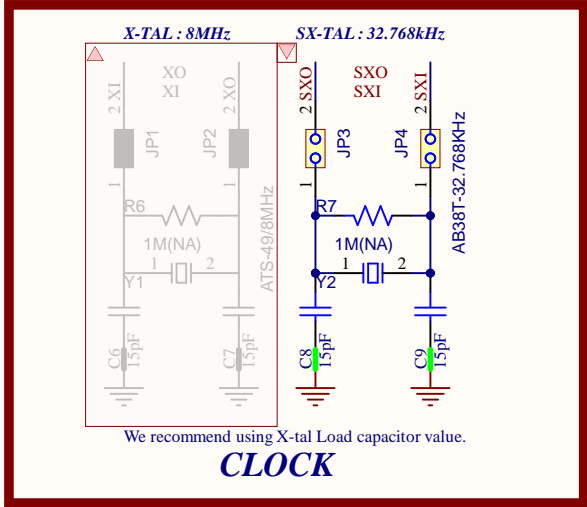 X-TAL : 8MHz
SX-TAL : 32.768kHz
XO
XI
SXO
SXI
2 XI
2 XO
2 SXO
2 SXI
JP1
JP2
JP3
JP4
1
1
1
1
AB38T-32.768KHz
ATS-49/8MHz
R6
R7
1M(NA)
1M(NA)
1
2
1
2
Y1
Y2
C6
15pF
C7
15pF
C8
15pF
C9
15pF
We recommend using X-tal Load capacitor value.
CLOCK